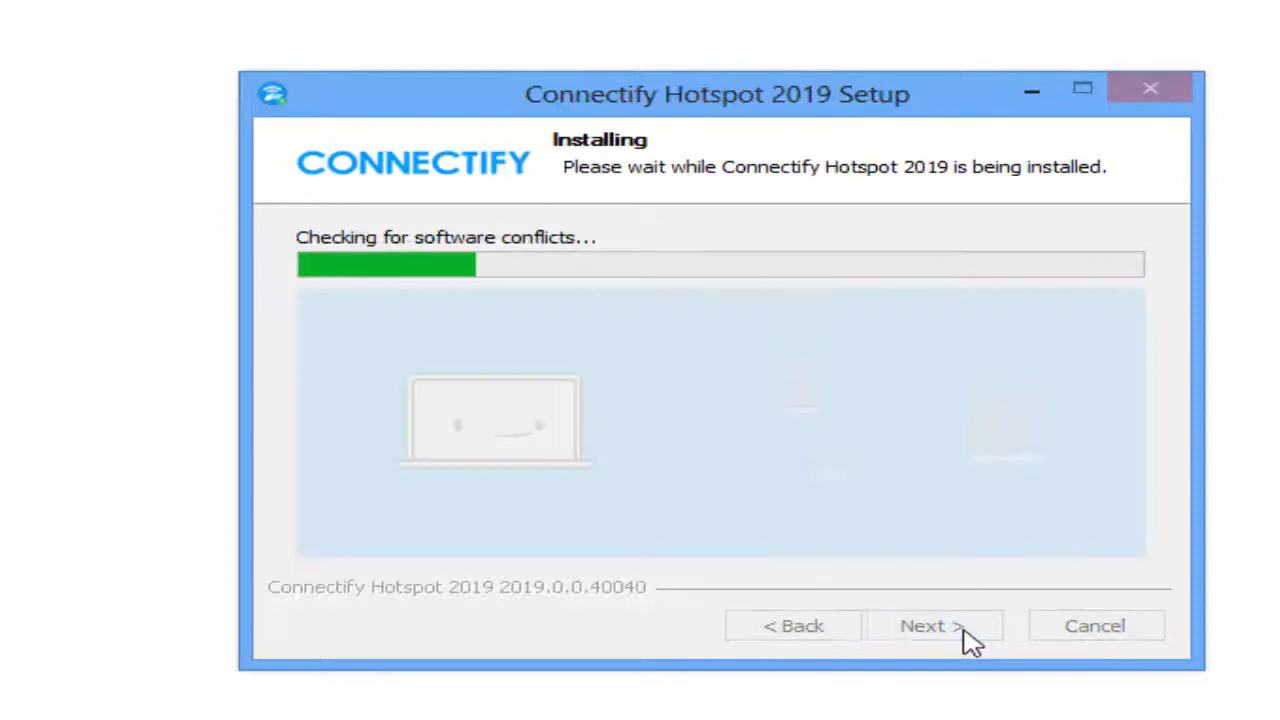 Connectify Hotspot 2019 Setup
CONNECTIFY
Installing
Please wait while Connectify Hotspot 2019 is being installed.
Checking for software conflicts...
Connectify Hotspot 2019 2019.0.0.40040
< Back
Next >
Cancel